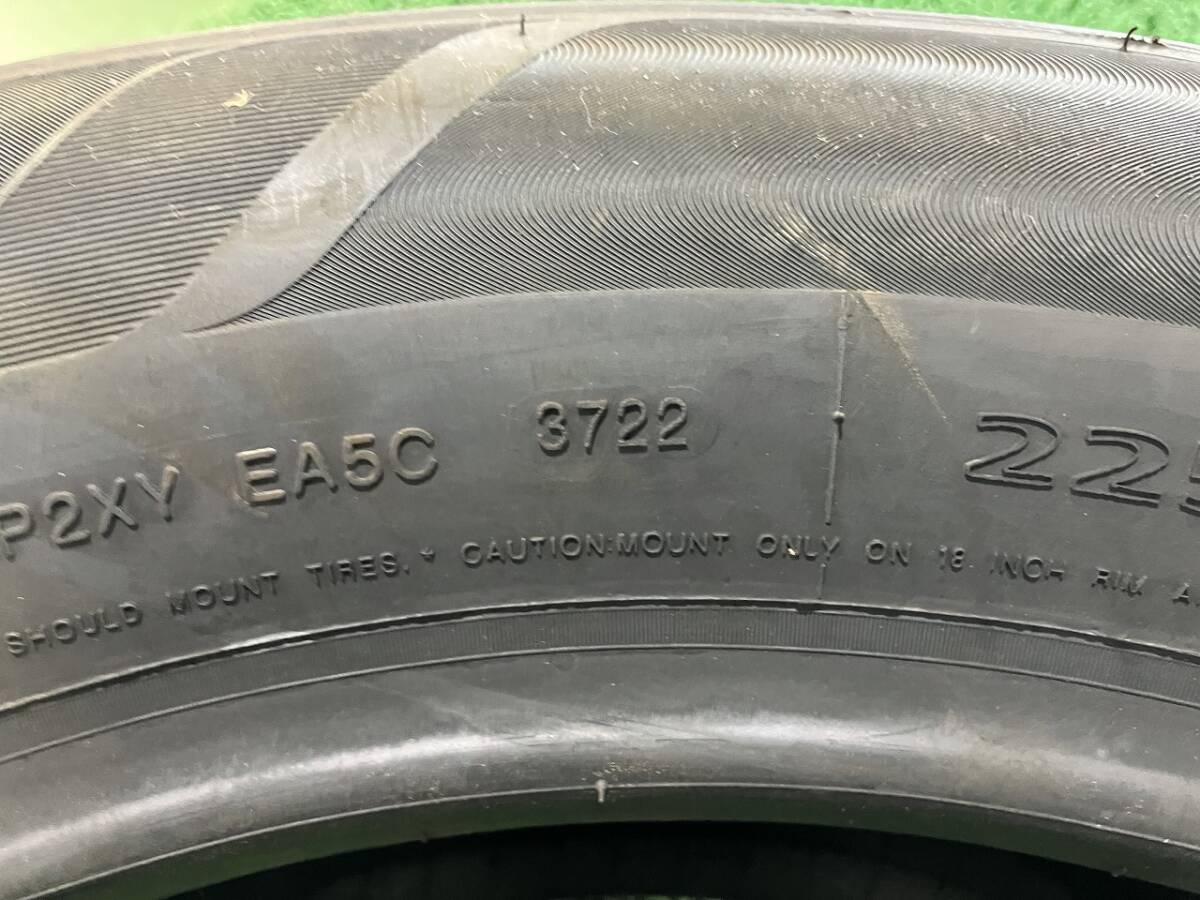 P2XY EA5C 3722
225
SHOULD MOUNT TIRES. * CAUTION:MOUNT ONLY ON 18 INCH RIM A